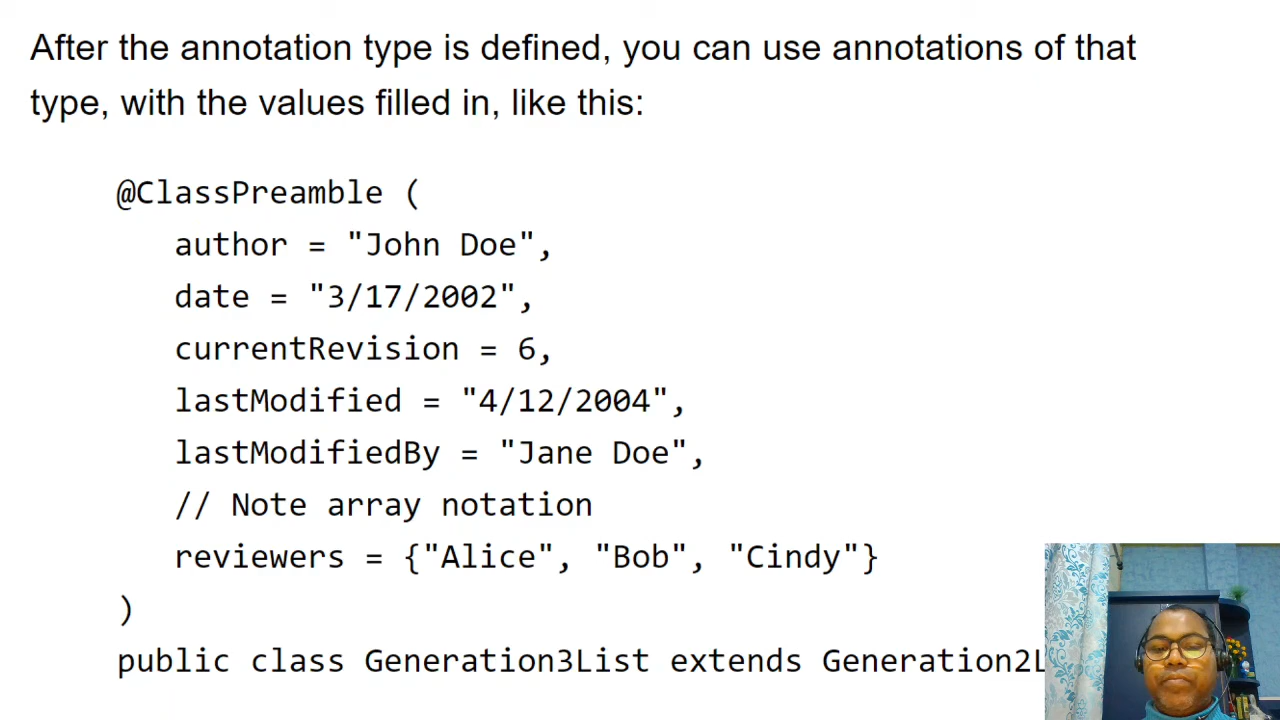 After the annotation type is defined, you can use annotations of that
type, with the values filled in, like this:
@ClassPreamble (
author = "John Doe",
date = "3/17/2002",
currentRevision = 6,
lastModified = "4/12/2004",
lastModifiedBy = "Jane Doe",
// Note array notation
reviewers = {"Alice", "Bob", "Cindy"}
)
public class Generation3List extends